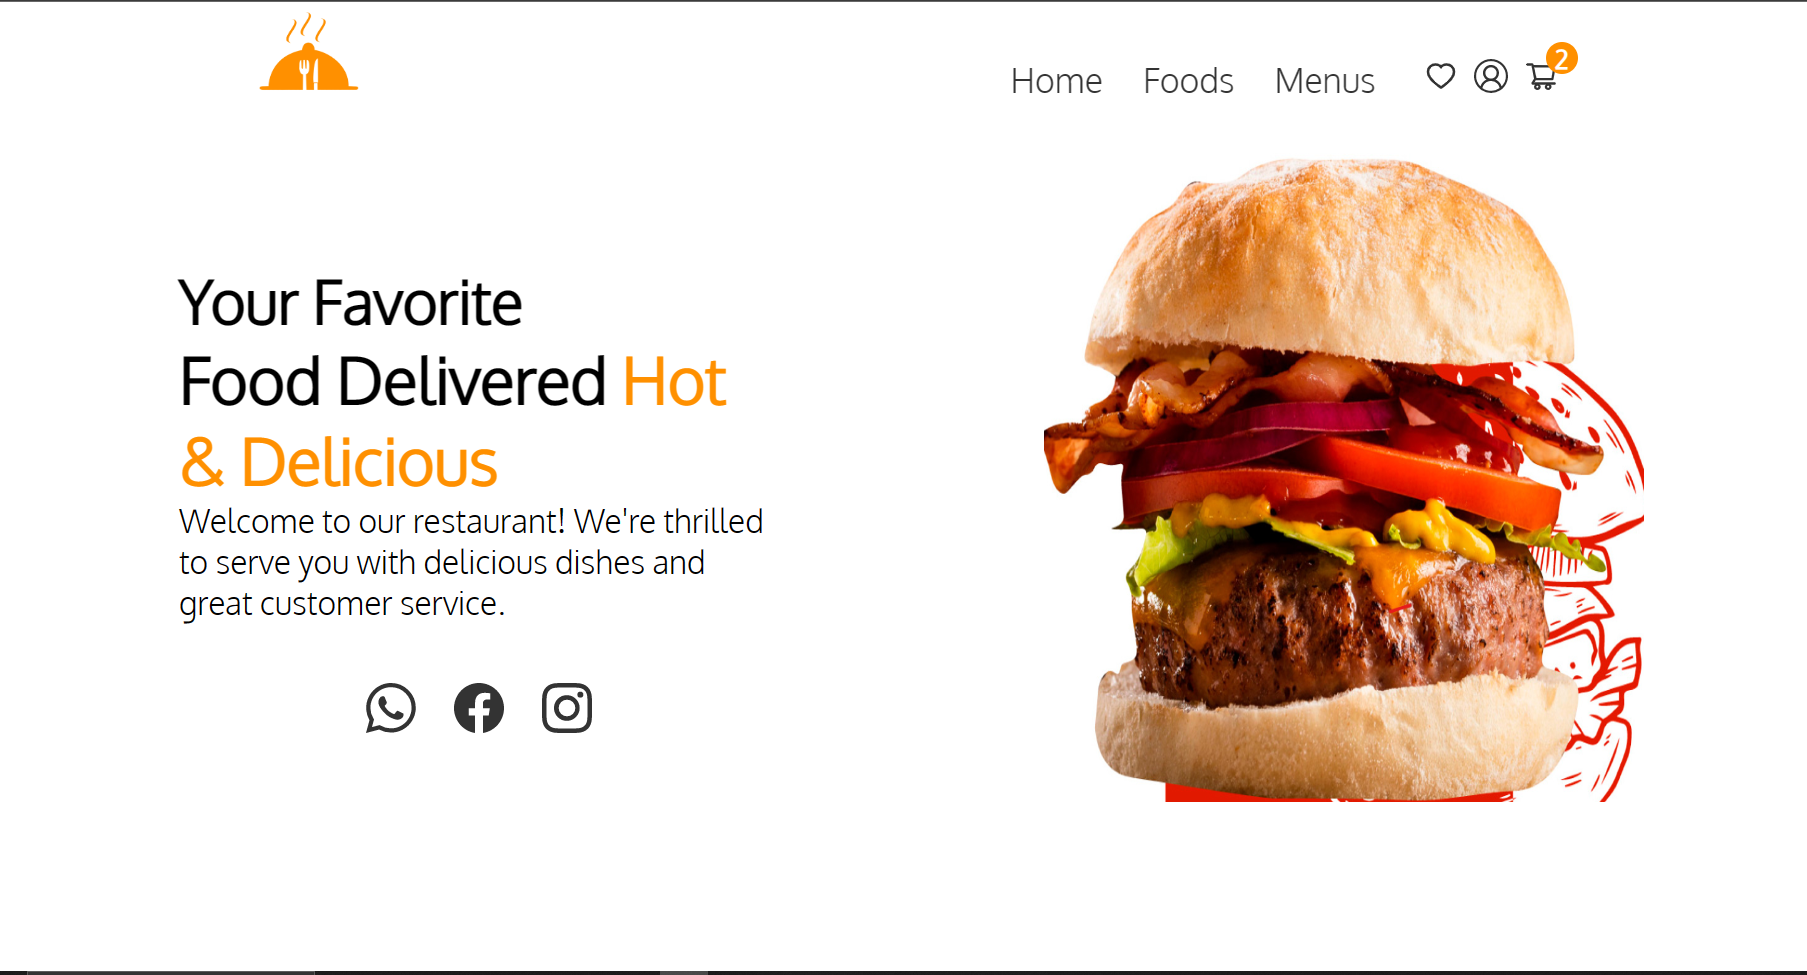 Home Foods Menus 2
Your Favorite
Food Delivered Hot
& Delicious
Welcome to our restaurant! We're thrilled
to serve you with delicious dishes and
great customer service.